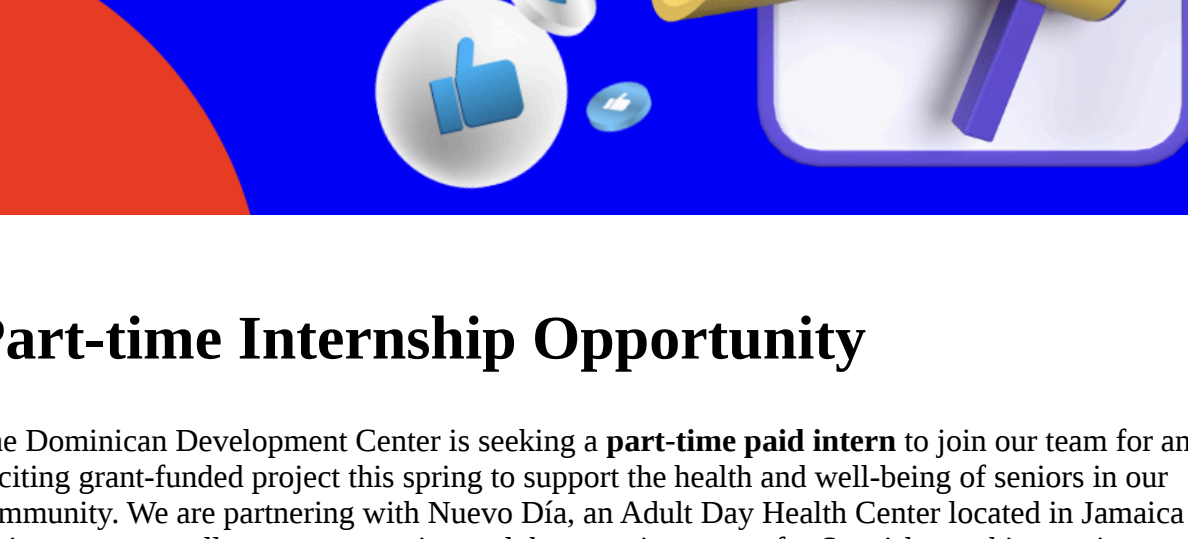 Part-time Internship Opportunity
he Dominican Development Center is seeking a part-time paid intern to join our team for an
citing grant-funded project this spring to support the health and well-being of seniors in our
mmunity. We are partnering with Nuevo Día, an Adult Day Health Center located in Jamaica